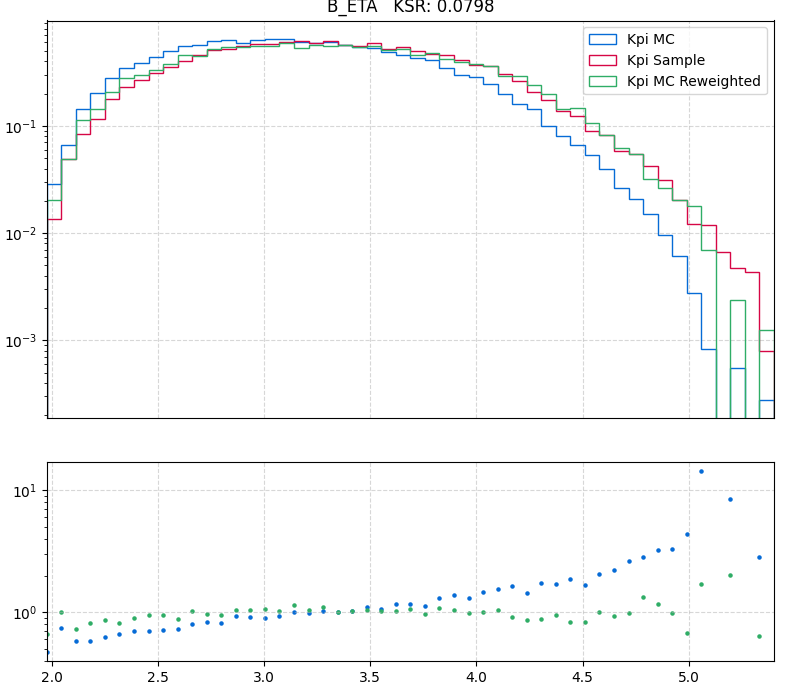 B_ETA KSR: 0.0798
Kpi MC
Kpi Sample
Kpi MC Reweighted
10⁻¹
10⁻²
10⁻³
10¹
10⁰
2.0 2.5 3.0 3.5 4.0 4.5 5.0